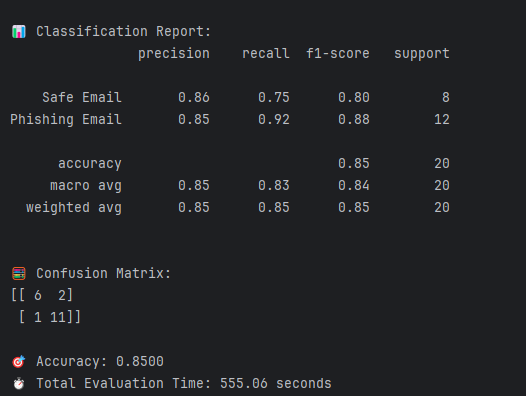 📊 Classification Report:
precision recall f1-score support
Safe Email 0.86 0.75 0.80 8
Phishing Email 0.85 0.92 0.88 12
accuracy 0.85 20
macro avg 0.85 0.83 0.84 20
weighted avg 0.85 0.85 0.85 20
🧮 Confusion Matrix:
[[ 6 2]
[ 1 11]]
🎯 Accuracy: 0.8500
⏱️ Total Evaluation Time: 555.06 seconds